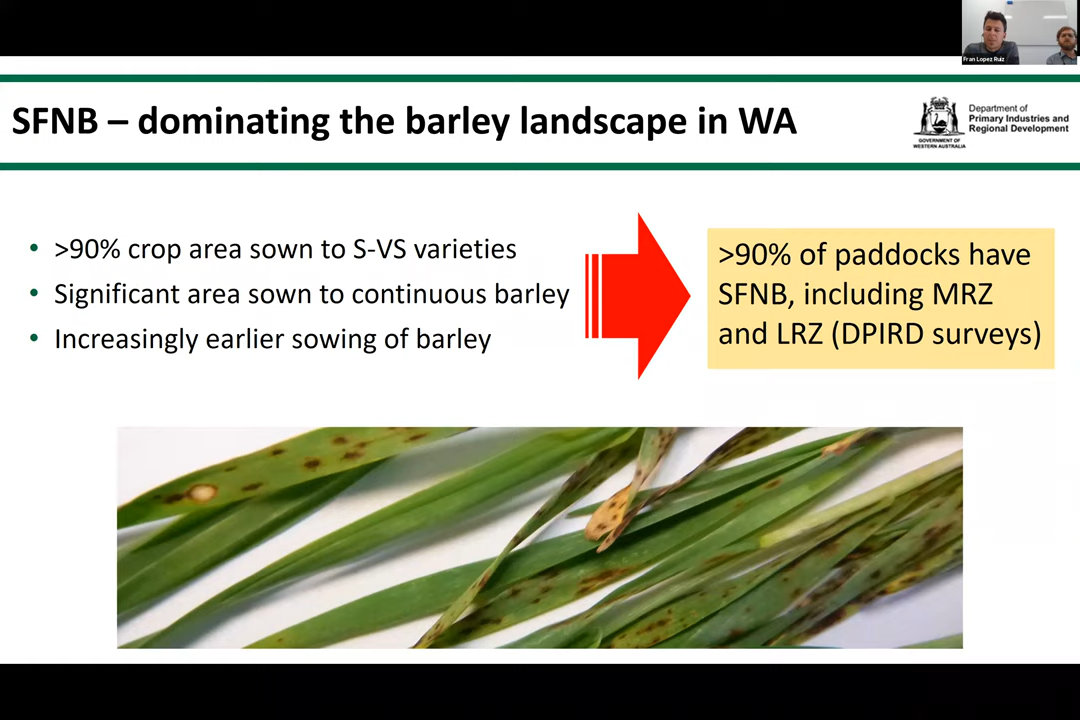 Fran Lopez Ruiz
SFNB – dominating the barley landscape in WA
GOVERNMENT OF
WESTERN AUSTRALIA
Department of
Primary Industries and
Regional Development
• >90% crop area sown to S-VS varieties
• Significant area sown to continuous barley
• Increasingly earlier sowing of barley
>90% of paddocks have
SFNB, including MRZ
and LRZ (DPIRD surveys)